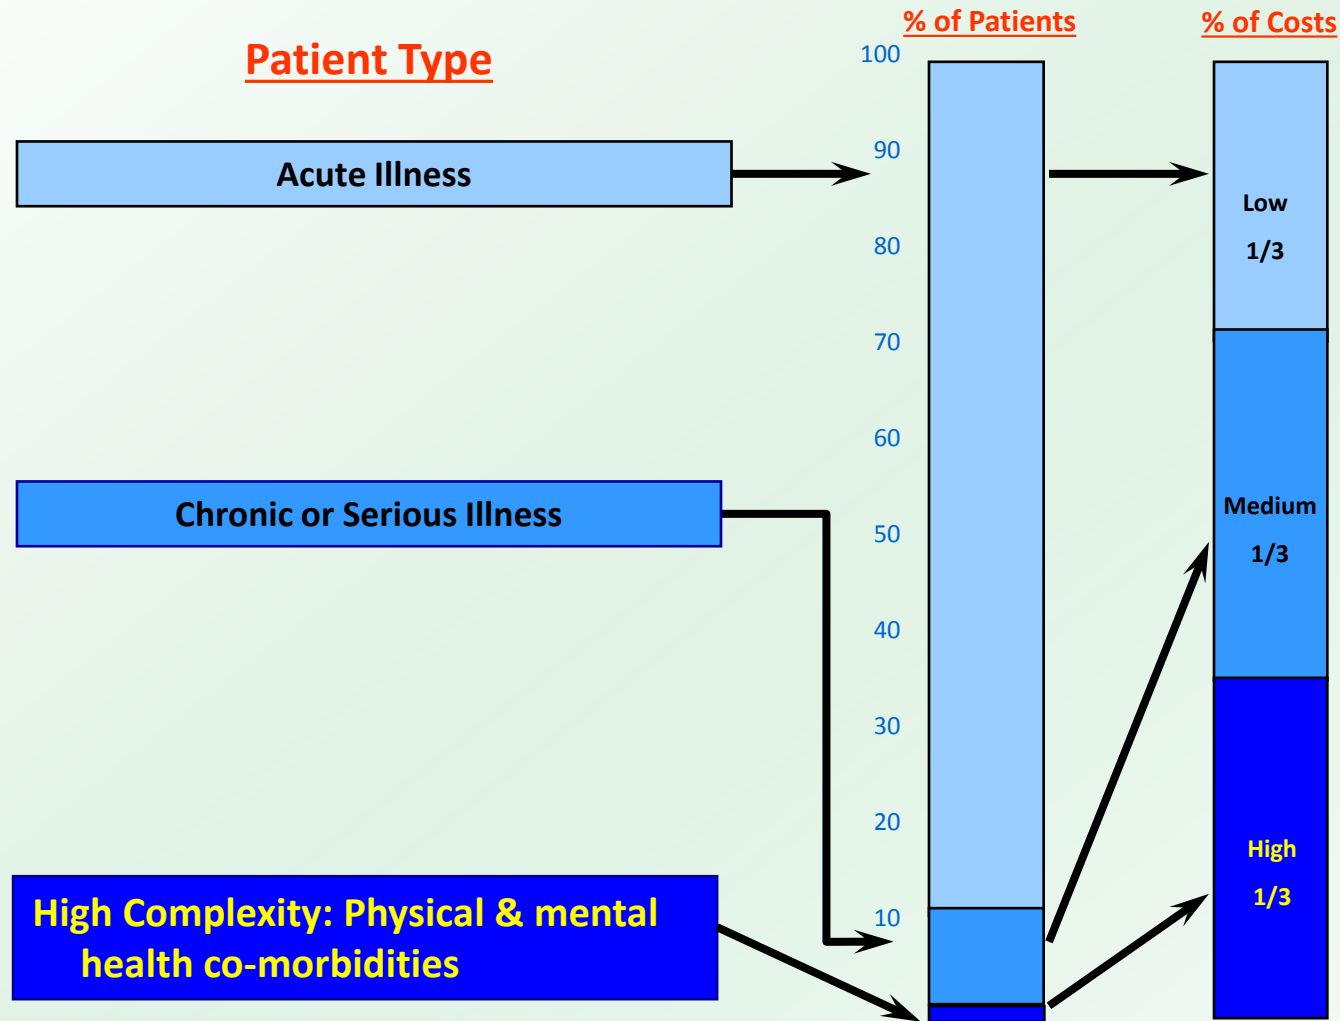 % of Patients
% of Costs
Patient Type
100
90
80
70
60
50
40
30
20
10
Acute Illness
Chronic or Serious Illness
High Complexity: Physical & mental
health co-morbidities
Low
1/3
Medium
1/3
High
1/3